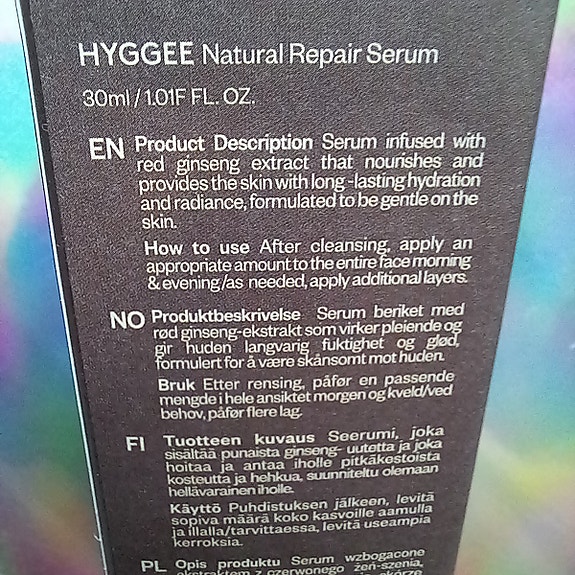 HYGGEE Natural Repair Serum
30ml / 1.01F FL. OZ.
EN Product Description Serum infused with
red ginseng extract that nourishes and
provides the skin with long -lasting hydration
and radiance, formulated to be gentle on the
skin.
How to use After cleansing, apply an
appropriate amount to the entire face morning
& evening/as needed, apply additional layers.
NO Produktbeskrivelse Serum beriket med
rød ginseng-ekstrakt som virker pleiende og
gir huden langvarig fuktighet og glød,
formulert for å være skånsomt mot huden.
Bruk Etter rensing, påfør en passende
mengde i hele ansiktet morgen og kveld/ved
behov, påfør flere lag.
FI Tuotteen kuvaus Seerumi, joka
sisältää punaista ginseng- uutetta ja joka
hoitaa ja antaa iholle pitkäkestoista
kosteutta ja hehkua, suunniteltu olemaan
hellävarainen iholle.
Käyttö Puhdistuksen jälkeen, levitä
sopiva määrä koko kasvoille aamulla
ja illalla/tarvittaessa, levitä useampia
kerroksia.
PL Opis produktu Serum wzbogacone
ekstraktem z czerwonego żeń-szenia,